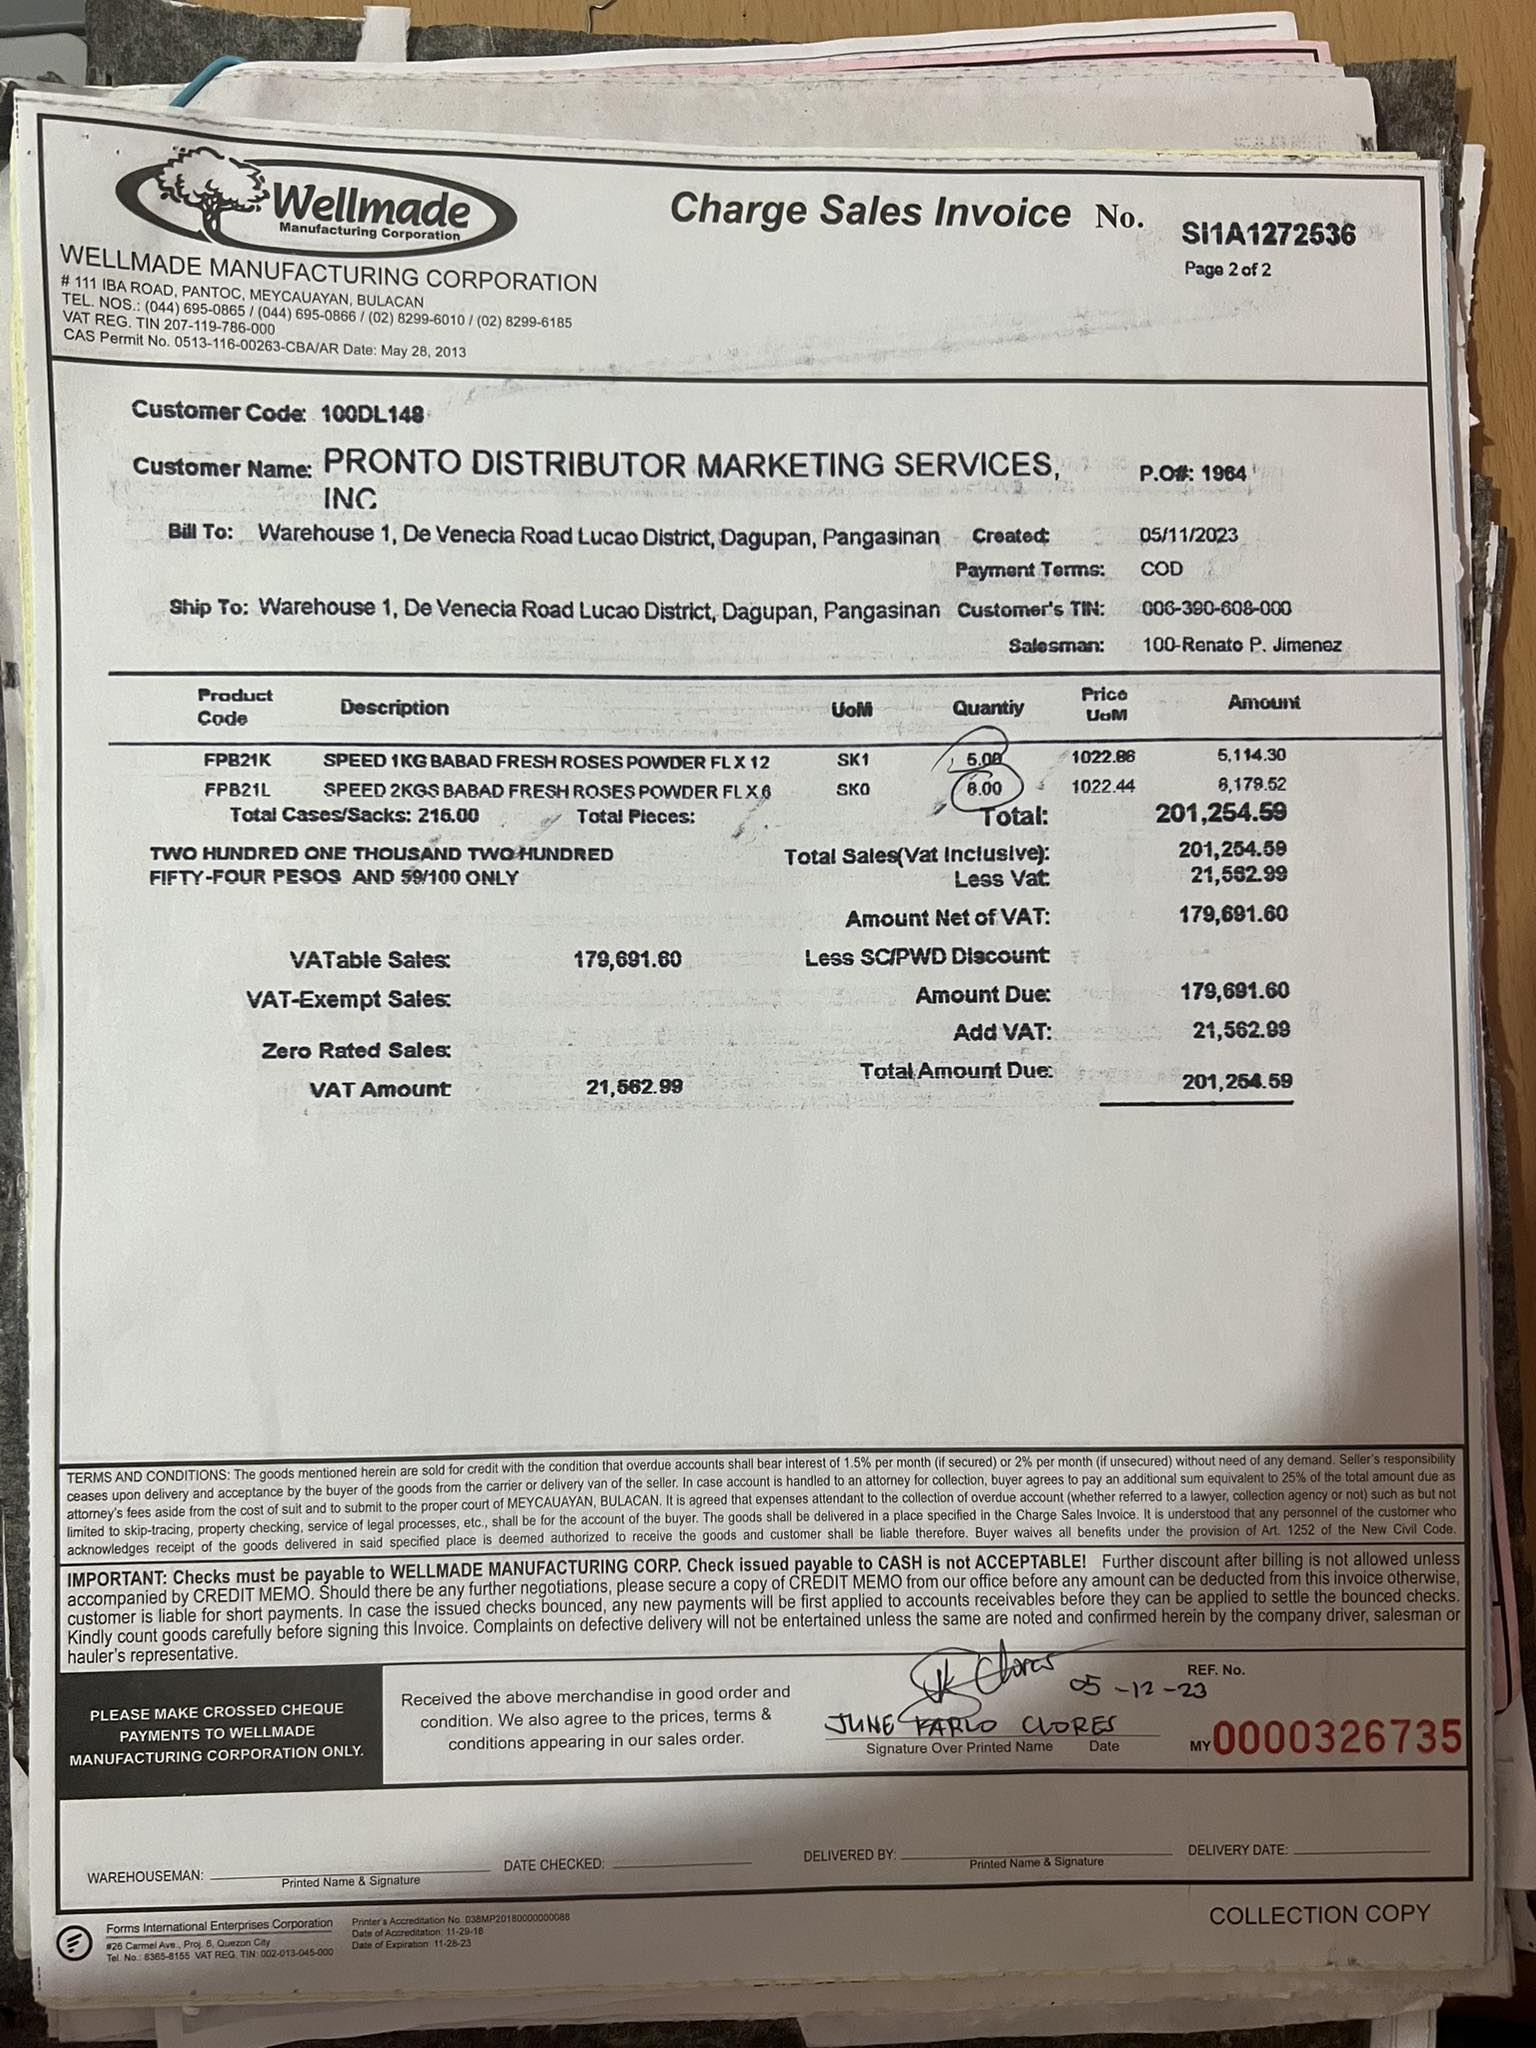 Wellmade
Manufacturing Corporation
Charge Sales Invoice No. SI1A1272536
Page 2 of 2
WELLMADE MANUFACTURING CORPORATION
# 111 IBA ROAD, PANTOC, MEYCAUAYAN, BULACAN
TEL. NOS.: (044) 695-0865 / (044) 695-0866 / (02) 8299-6010 / (02) 8299-6185
VAT REG. TIN 207-119-786-000
CAS Permit No. 0513-116-00263-CBA/AR Date: May 28, 2013
Customer Code: 100DL148
Customer Name: PRONTO DISTRIBUTOR MARKETING SERVICES, INC
P.O#: 1964
Bill To: Warehouse 1, De Venecia Road Lucao District, Dagupan, Pangasinan Created: 05/11/2023
Payment Terms: COD
Ship To: Warehouse 1, De Venecia Road Lucao District, Dagupan, Pangasinan Customer's TIN: 006-390-608-000
Salesman: 100-Renato P. Jimenez
Product Code Description UoM Quantiy Price UoM Amount
FPB21K SPEED 1KG BABAD FRESH ROSES POWDER FL X 12 SK1 5.00 1022.86 5,114.30
FPB21L SPEED 2KGS BABAD FRESH ROSES POWDER FL X 6 SK0 8.00 1022.44 8,179.52
Total Cases/Sacks: 216.00 Total Pieces: Total: 201,254.59
TWO HUNDRED ONE THOUSAND TWO HUNDRED
FIFTY-FOUR PESOS AND 59/100 ONLY
Total Sales(Vat Inclusive): 201,254.59
Less Vat: 21,562.99
Amount Net of VAT: 179,691.60
VATable Sales: 179,691.60 Less SC/PWD Discount:
VAT-Exempt Sales: Amount Due: 179,691.60
Zero Rated Sales: Add VAT: 21,562.99
VAT Amount: 21,562.99 Total Amount Due: 201,254.59
TERMS AND CONDITIONS: The goods mentioned herein are sold for credit with the condition that overdue accounts shall bear interest of 1.5% per month (if secured) or 2% per month (if unsecured) without need of any demand. Seller's responsibility
ceases upon delivery and acceptance by the buyer of the goods from the carrier or delivery van of the seller. In case account is handled to an attorney for collection, buyer agrees to pay an additional sum equivalent to 25% of the total amount due as
attorney's fees aside from the cost of suit and to submit to the proper court of MEYCAUAYAN, BULACAN. It is agreed that expenses attendant to the collection of overdue account (whether referred to a lawyer, collection agency or not) such as but not
limited to skip-tracing, property checking, service of legal processes, etc., shall be for the account of the buyer. The goods shall be delivered in a place specified in the Charge Sales Invoice. It is understood that any personnel of the customer who
acknowledges receipt of the goods delivered in said specified place is deemed authorized to receive the goods and customer shall be liable therefore. Buyer waives all benefits under the provision of Art. 1252 of the New Civil Code.
IMPORTANT: Checks must be payable to WELLMADE MANUFACTURING CORP. Check issued payable to CASH is not ACCEPTABLE! Further discount after billing is not allowed unless
accompanied by CREDIT MEMO. Should there be any further negotiations, please secure a copy of CREDIT MEMO from our office before any amount can be deducted from this invoice otherwise,
customer is liable for short payments. In case the issued checks bounced, any new payments will be first applied to accounts receivables before they can be applied to settle the bounced checks.
Kindly count goods carefully before signing this Invoice. Complaints on defective delivery will not be entertained unless the same are noted and confirmed herein by the company driver, salesman or
hauler's representative.
PLEASE MAKE CROSSED CHEQUE
PAYMENTS TO WELLMADE
MANUFACTURING CORPORATION ONLY.
Received the above merchandise in good order and
condition. We also agree to the prices, terms &
conditions appearing in our sales order.
05-12-23
JUNE KARLO CLORES
Signature Over Printed Name Date
REF. No.
MY 0000326735
WAREHOUSEMAN: DATE CHECKED: DELIVERED BY: DELIVERY DATE:
Printed Name & Signature Printed Name & Signature
Forms International Enterprises Corporation
#26 Carmel Ave., Proj. 6, Quezon City
Tel. No.: 8365-8155 VAT REG. TIN: 002-013-045-000
Printer's Accreditation No. 038MP20180000000088
Date of Accreditation: 11-29-18
Date of Expiration: 11-28-23
COLLECTION COPY